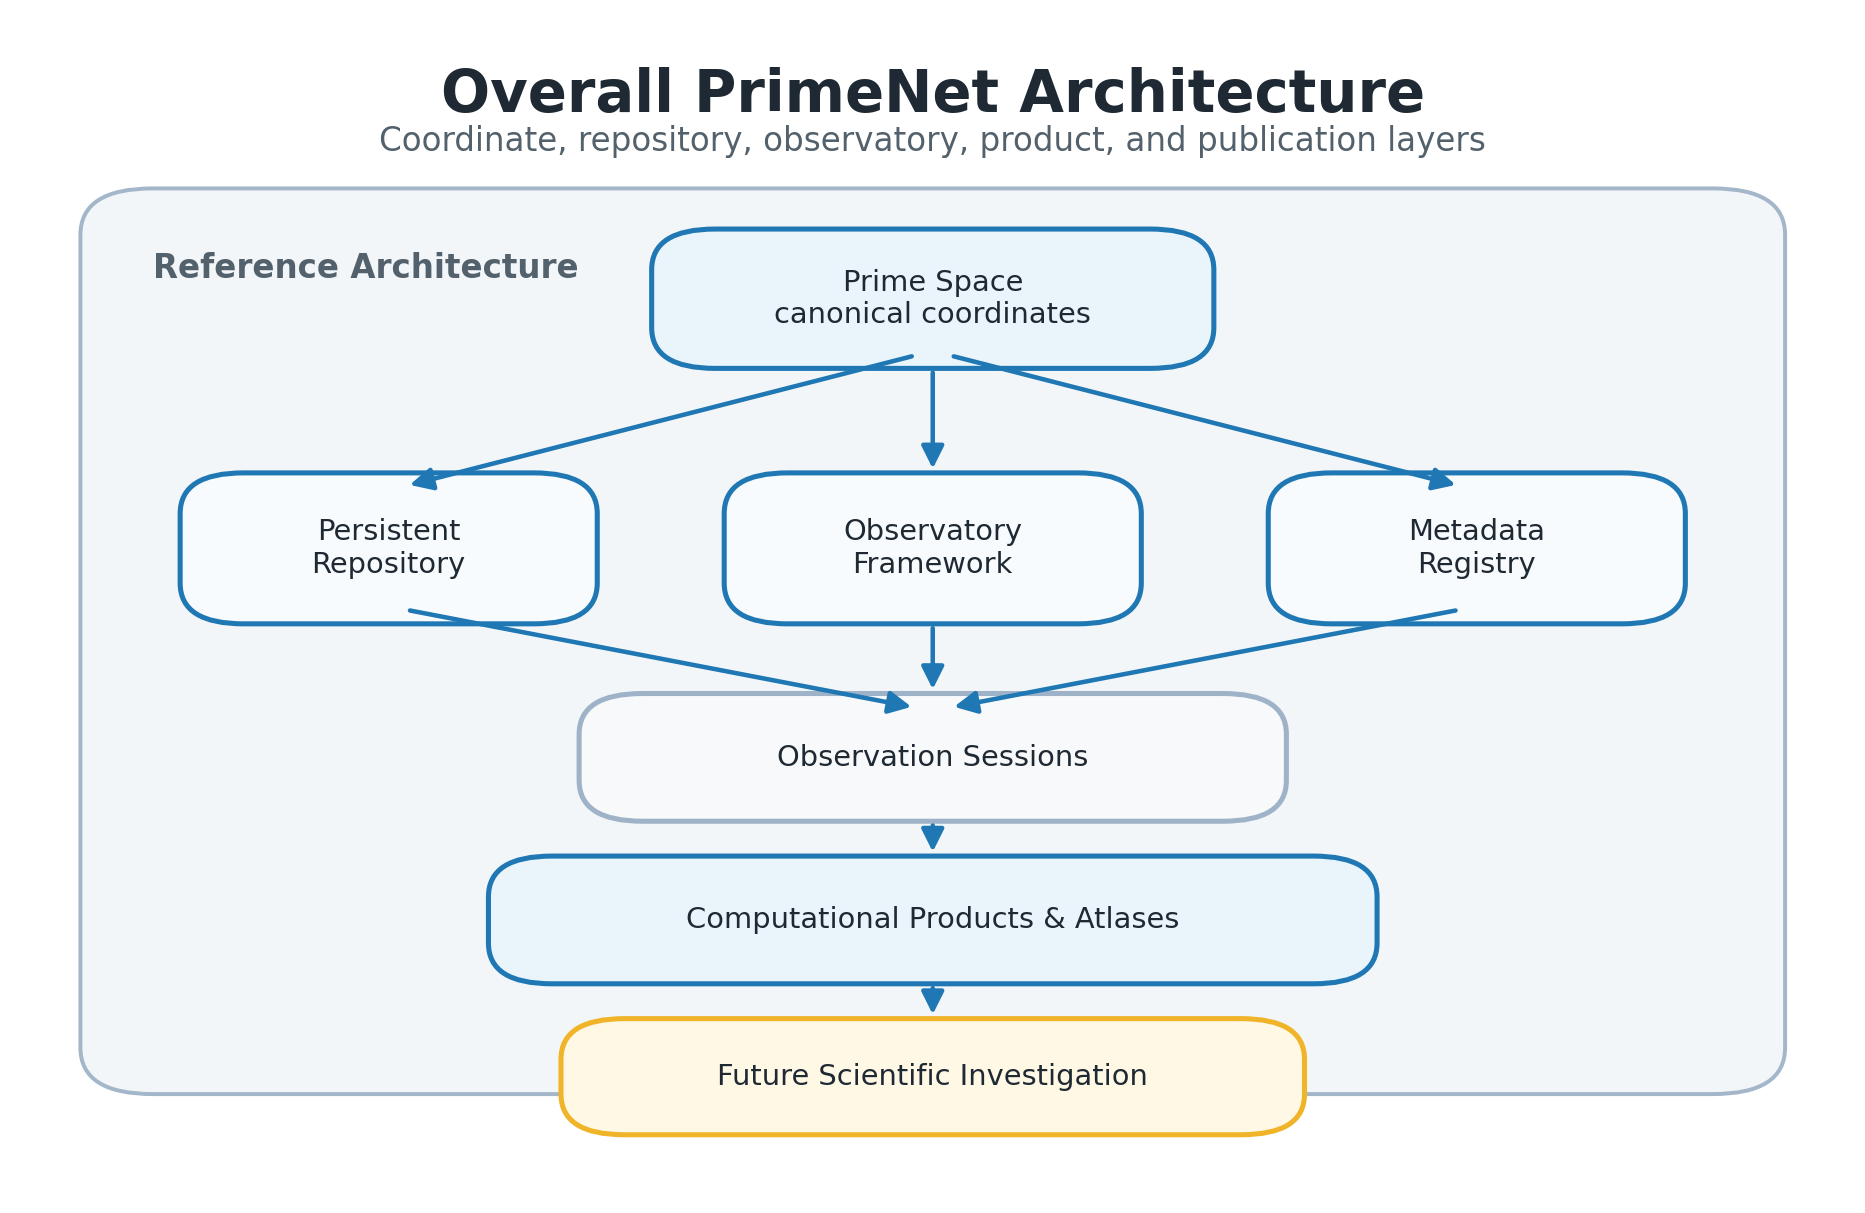 Overall PrimeNet Architecture
Coordinate, repository, observatory, product, and publication layers
Reference Architecture
Prime Space
canonical coordinates
Persistent
Repository
Observatory
Framework
Metadata
Registry
Observation Sessions
Computational Products & Atlases
Future Scientific Investigation